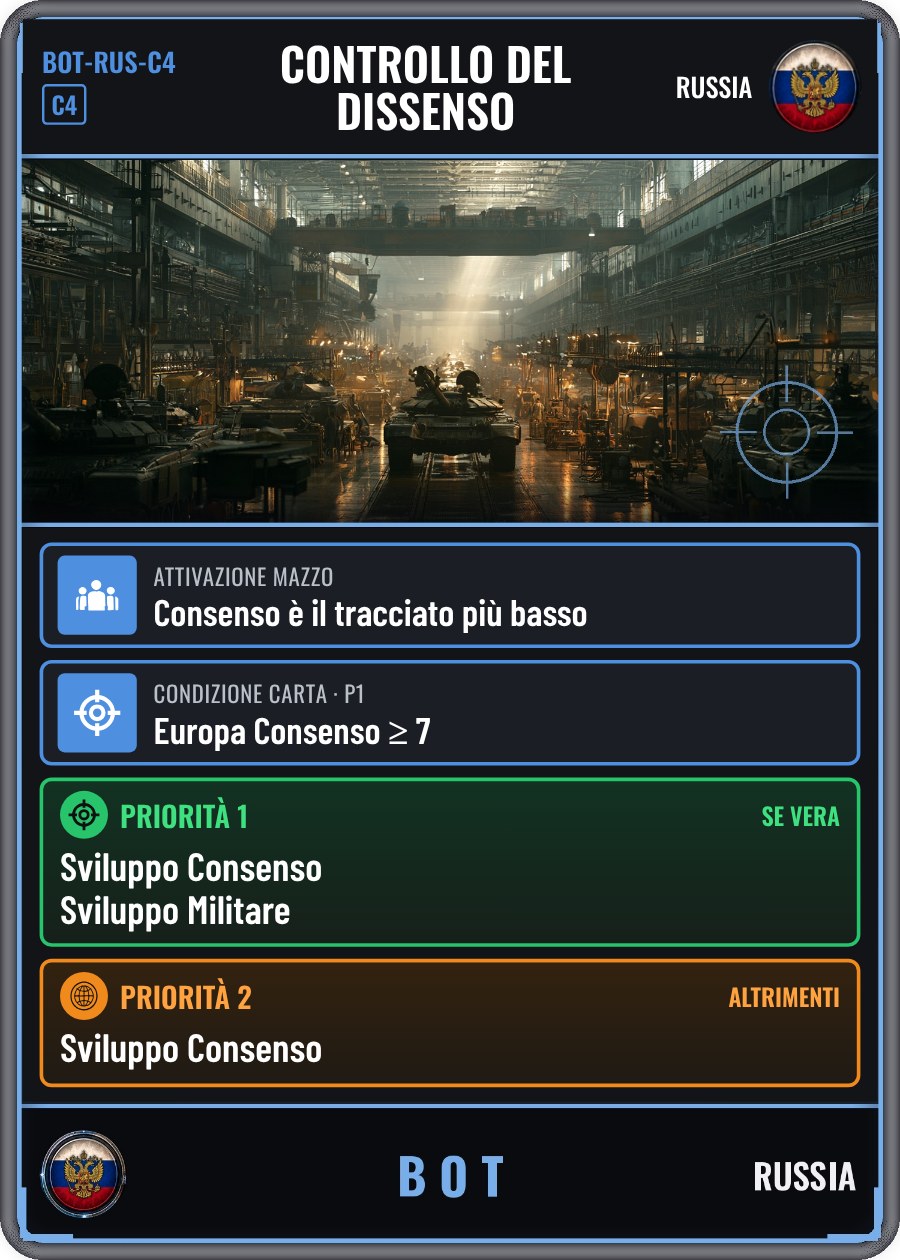 BOT-RUS-C4
C4
CONTROLLO DEL
DISSENSO
RUSSIA
ATTIVAZIONE MAZZO
Consenso è il tracciato più basso
CONDIZIONE CARTA · P1
Europa Consenso ≥ 7
PRIORITÀ 1
SE VERA
Sviluppo Consenso
Sviluppo Militare
PRIORITÀ 2
ALTRIMENTI
Sviluppo Consenso
BOT
RUSSIA